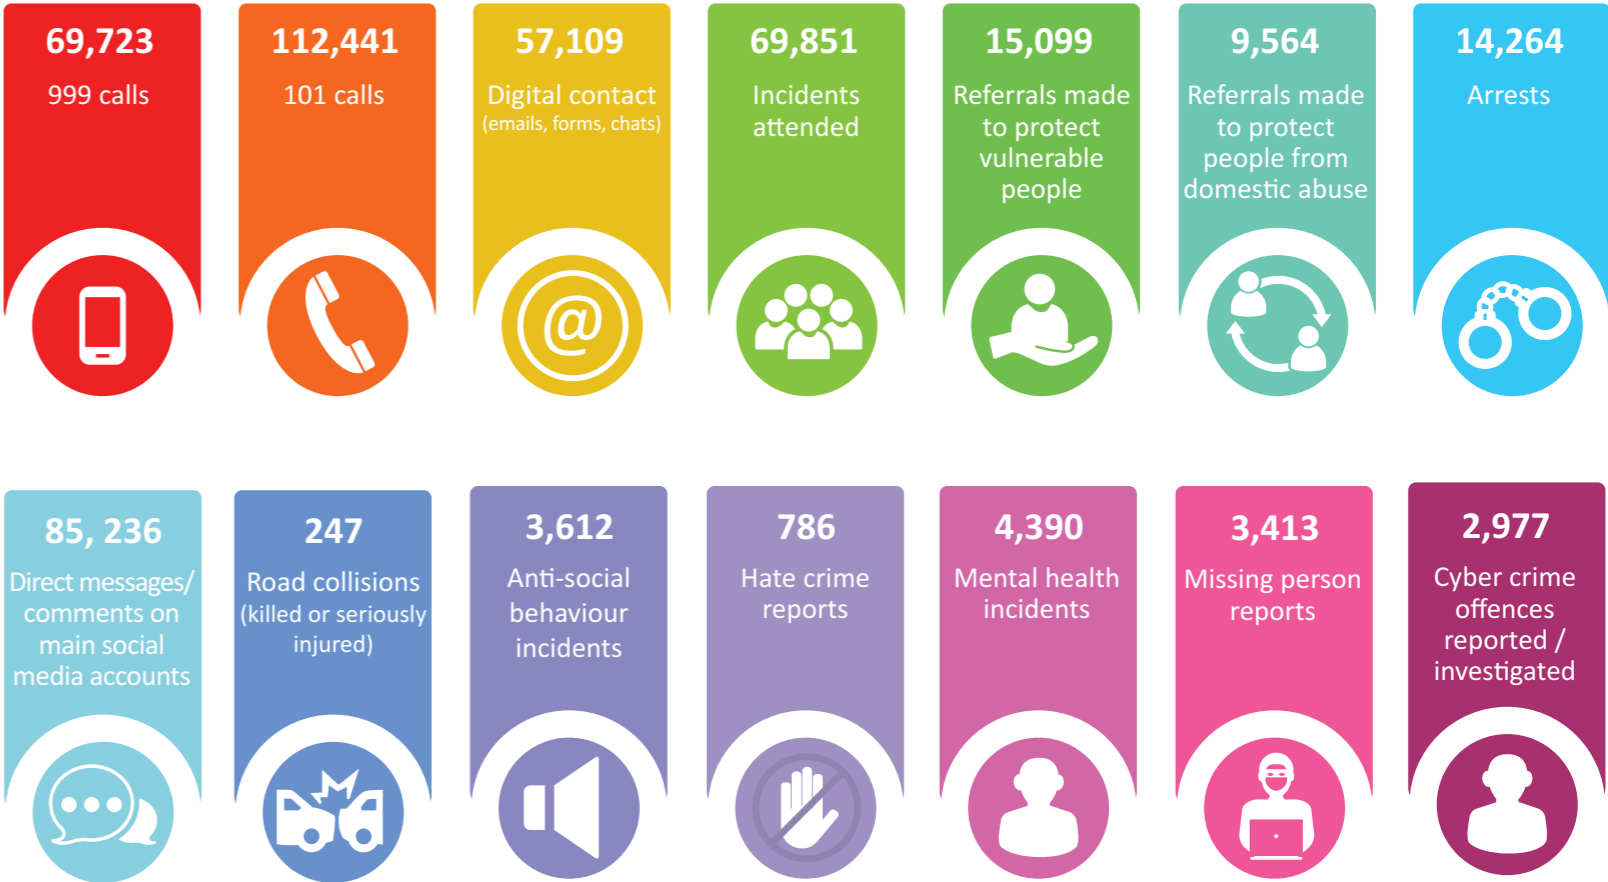 69,723
999 calls
112,441
101 calls
57,109
Digital contact
(emails, forms, chats)
@
69,851
Incidents
attended
15,099
Referrals made
to protect
vulnerable
people
9,564
Referrals made
to protect
people from
domestic abuse
14,264
Arrests
85, 236
Direct messages/
comments on
main social
media accounts
247
Road collisions
(killed or seriously
injured)
3,612
Anti-social
behaviour
incidents
786
Hate crime
reports
4,390
Mental health
incidents
3,413
Missing person
reports
2,977
Cyber crime
offences
reported /
investigated